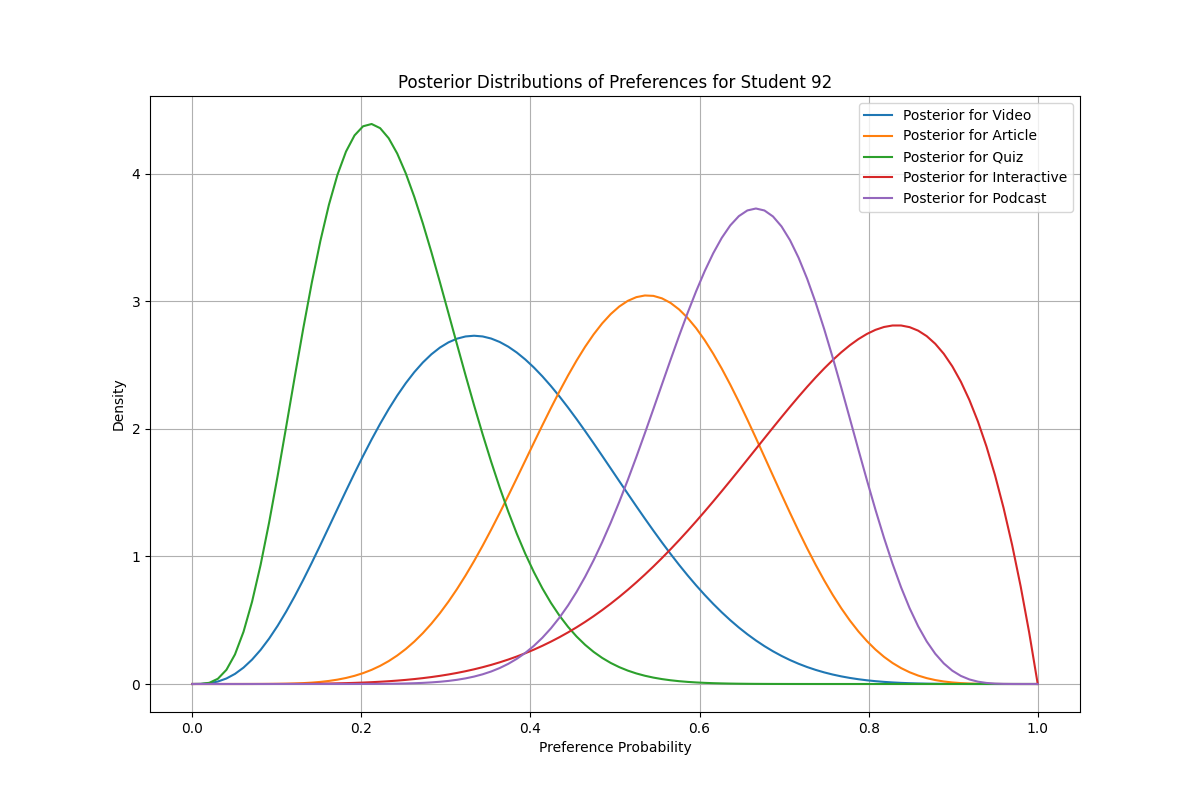 Posterior Distributions of Preferences for Student 92
Posterior for Video
Posterior for Article
Posterior for Quiz
Posterior for Interactive
Posterior for Podcast
Density
4
3
2
1
0
0.0 0.2 0.4 0.6 0.8 1.0
Preference Probability